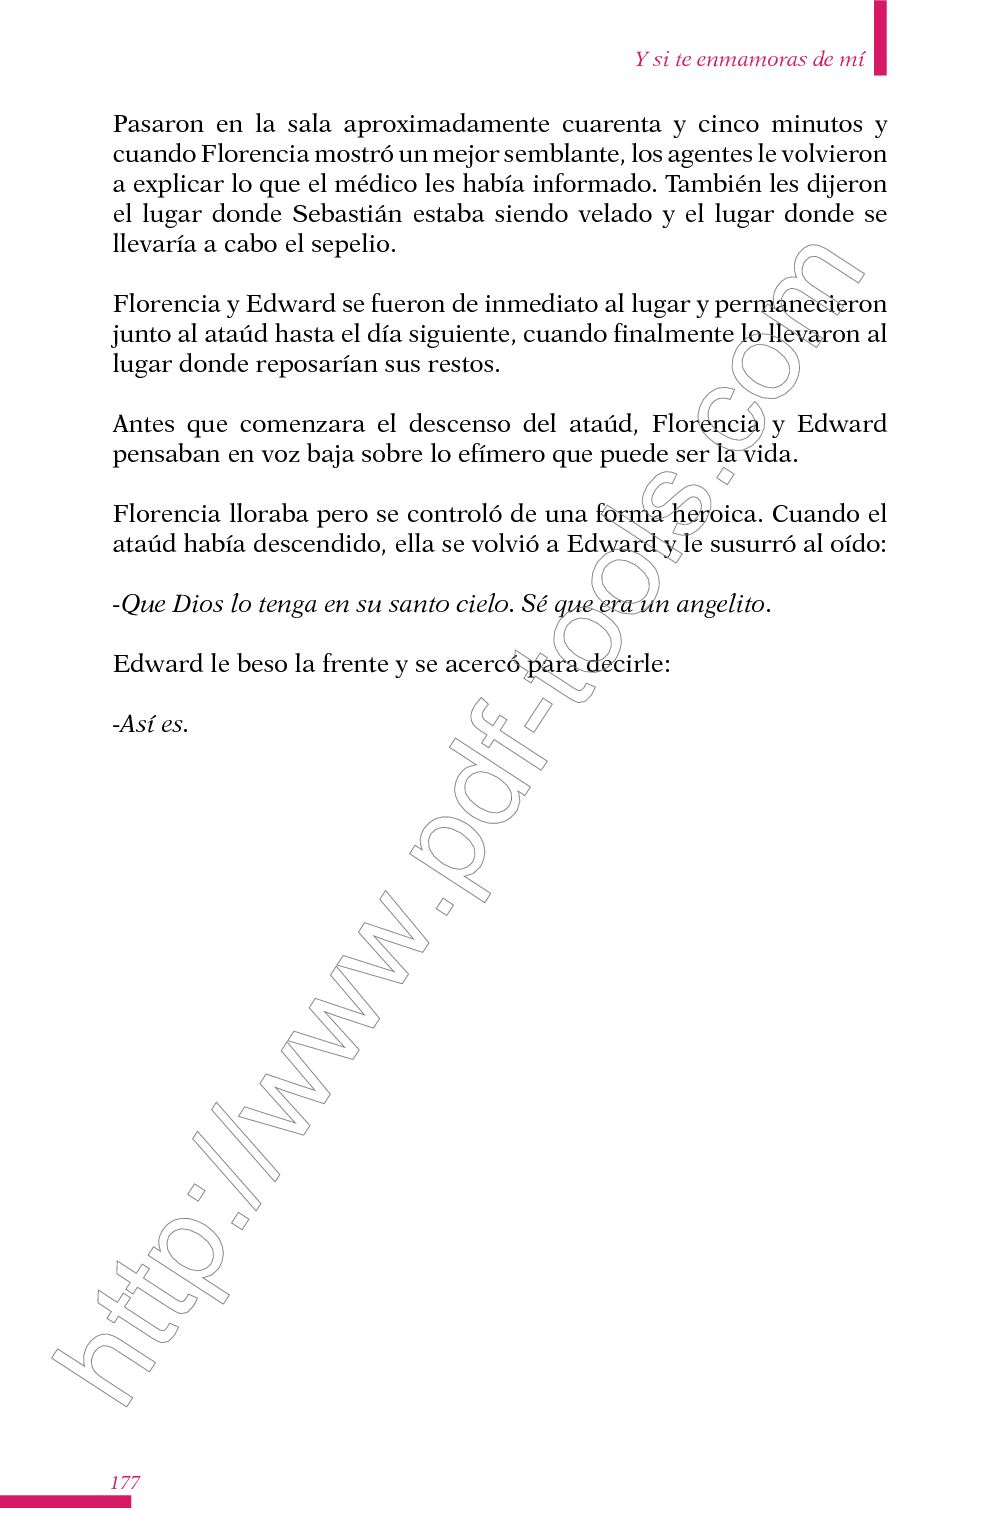 Y si te enmamoras de mí
Pasaron en la sala aproximadamente cuarenta y cinco minutos y
cuando Florencia mostró un mejor semblante, los agentes le volvieron
a explicar lo que el médico les había informado. También les dijeron
el lugar donde Sebastián estaba siendo velado y el lugar donde se
llevaría a cabo el sepelio.
Florencia y Edward se fueron de inmediato al lugar y permanecieron
junto al ataúd hasta el día siguiente, cuando finalmente lo llevaron al
lugar donde reposarían sus restos.
Antes que comenzara el descenso del ataúd, Florencia y Edward
pensaban en voz baja sobre lo efímero que puede ser la vida.
Florencia lloraba pero se controló de una forma heroica. Cuando el
ataúd había descendido, ella se volvió a Edward y le susurró al oído:
-Que Dios lo tenga en su santo cielo. Sé que era un angelito.
Edward le beso la frente y se acercó para decirle:
-Así es.
http://www.pdf-tools.com
177